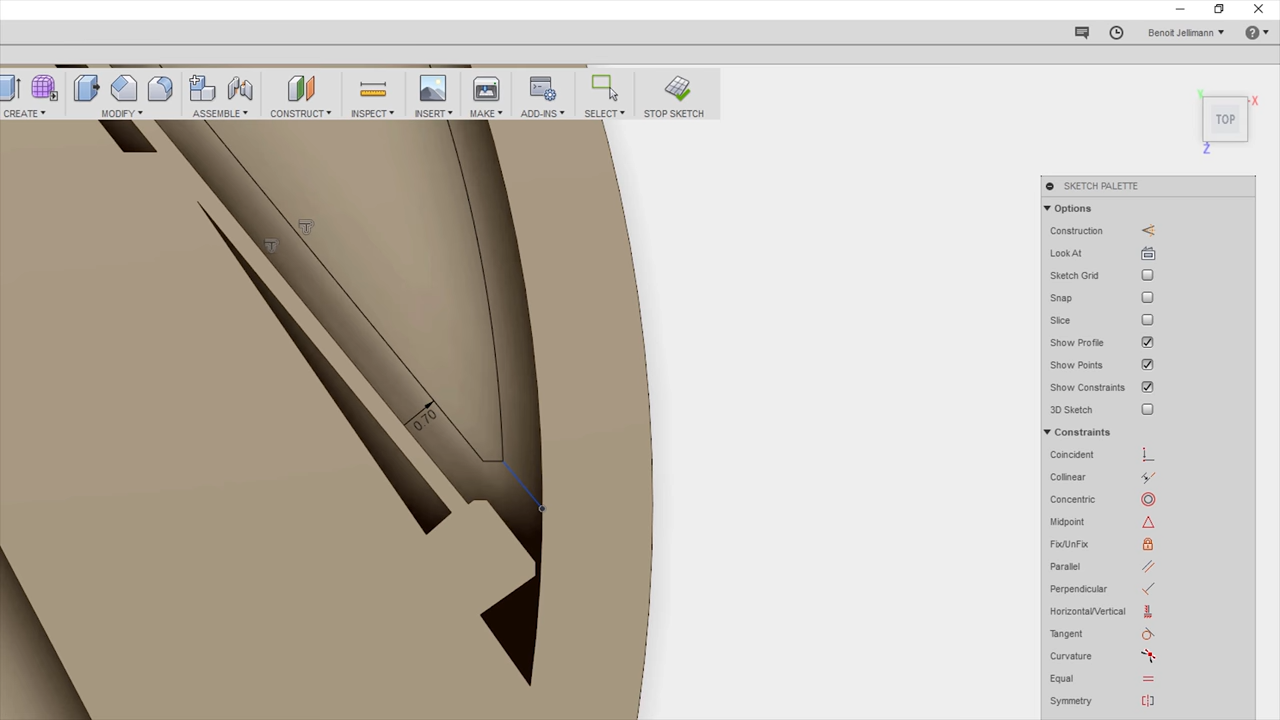 Benoit Jellimann
CREATE MODIFY ASSEMBLE CONSTRUCT INSPECT INSERT MAKE ADD-INS SELECT STOP SKETCH
Y
X
TOP
Z
SKETCH PALETTE
Options
Construction
Look At
Sketch Grid
Snap
Slice
Show Profile
Show Points
Show Constraints
3D Sketch
0.70
Constraints
Coincident
Collinear
Concentric
Midpoint
Fix/UnFix
Parallel
Perpendicular
Horizontal/Vertical
Tangent
Curvature
Equal
Symmetry